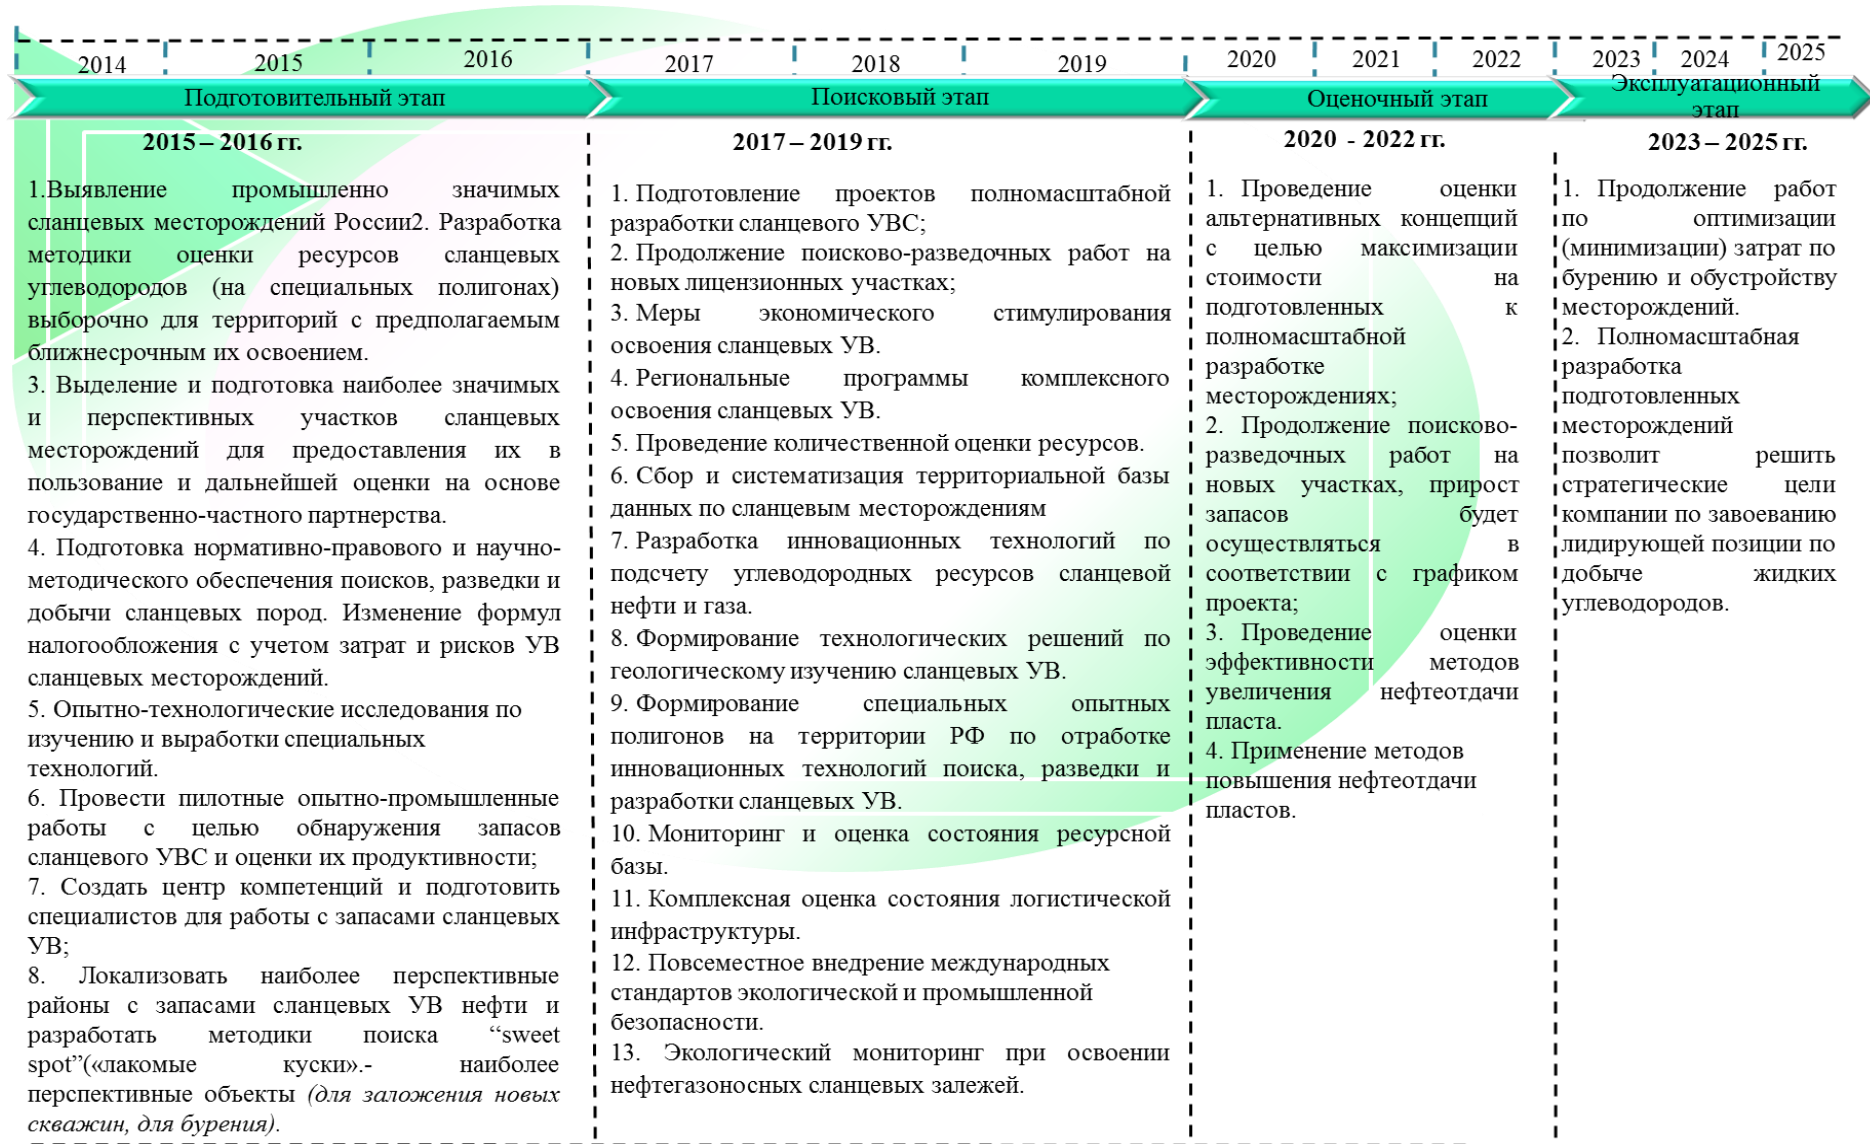 2014 2015 2016 2017 2018 2019 2020 2021 2022 2023 2024 2025
Подготовительный этап
Поисковый этап
Оценочный этап
Эксплуатационный
этап
2015 – 2016 гг.
1.Выявление промышленно значимых
сланцевых месторождений России2. Разработка
методики оценки ресурсов сланцевых
углеводородов (на специальных полигонах)
выборочно для территорий с предполагаемым
ближнесрочным их освоением.
3. Выделение и подготовка наиболее значимых
и перспективных участков сланцевых
месторождений для предоставления их в
пользование и дальнейшей оценки на основе
государственно-частного партнерства.
4. Подготовка нормативно-правового и научно-
методического обеспечения поисков, разведки и
добычи сланцевых пород. Изменение формул
налогообложения с учетом затрат и рисков УВ
сланцевых месторождений.
5. Опытно-технологические исследования по
изучению и выработки специальных
технологий.
6. Провести пилотные опытно-промышленные
работы с целью обнаружения запасов
сланцевого УВС и оценки их продуктивности;
7. Создать центр компетенций и подготовить
специалистов для работы с запасами сланцевых
УВ;
8. Локализовать наиболее перспективные
районы с запасами сланцевых УВ нефти и
разработать методики поиска “sweet
spot”(«лакомые куски».- наиболее
перспективные объекты (для заложения новых
скважин, для бурения).
2017 – 2019 гг.
1. Подготовление проектов полномасштабной
разработки сланцевого УВС;
2. Продолжение поисково-разведочных работ на
новых лицензионных участках;
3. Меры экономического стимулирования
освоения сланцевых УВ.
4. Региональные программы комплексного
освоения сланцевых УВ.
5. Проведение количественной оценки ресурсов.
6. Сбор и систематизация территориальной базы
данных по сланцевым месторождениям
7. Разработка инновационных технологий по
подсчету углеводородных ресурсов сланцевой
нефти и газа.
8. Формирование технологических решений по
геологическому изучению сланцевых УВ.
9. Формирование специальных опытных
полигонов на территории РФ по отработке
инновационных технологий поиска, разведки и
разработки сланцевых УВ.
10. Мониторинг и оценка состояния ресурсной
базы.
11. Комплексная оценка состояния логистической
инфраструктуры.
12. Повсеместное внедрение международных
стандартов экологической и промышленной
безопасности.
13. Экологический мониторинг при освоении
нефтегазоносных сланцевых залежей.
2020 - 2022 гг.
1. Проведение оценки
альтернативных концепций
с целью максимизации
стоимости на
подготовленных к
полномасштабной
разработке
месторождениях;
2. Продолжение поисково-
разведочных работ на
новых участках, прирост
запасов будет
осуществляться в
соответствии с графиком
проекта;
3. Проведение оценки
эффективности методов
увеличения нефтеотдачи
пласта.
4. Применение методов
повышения нефтеотдачи
пластов.
2023 – 2025 гг.
1. Продолжение работ
по оптимизации
(минимизации) затрат по
бурению и обустройству
месторождений.
2. Полномасштабная
разработка
подготовленных
месторождений
позволит решить
стратегические цели
компании по завоеванию
лидирующей позиции по
добыче жидких
углеводородов.